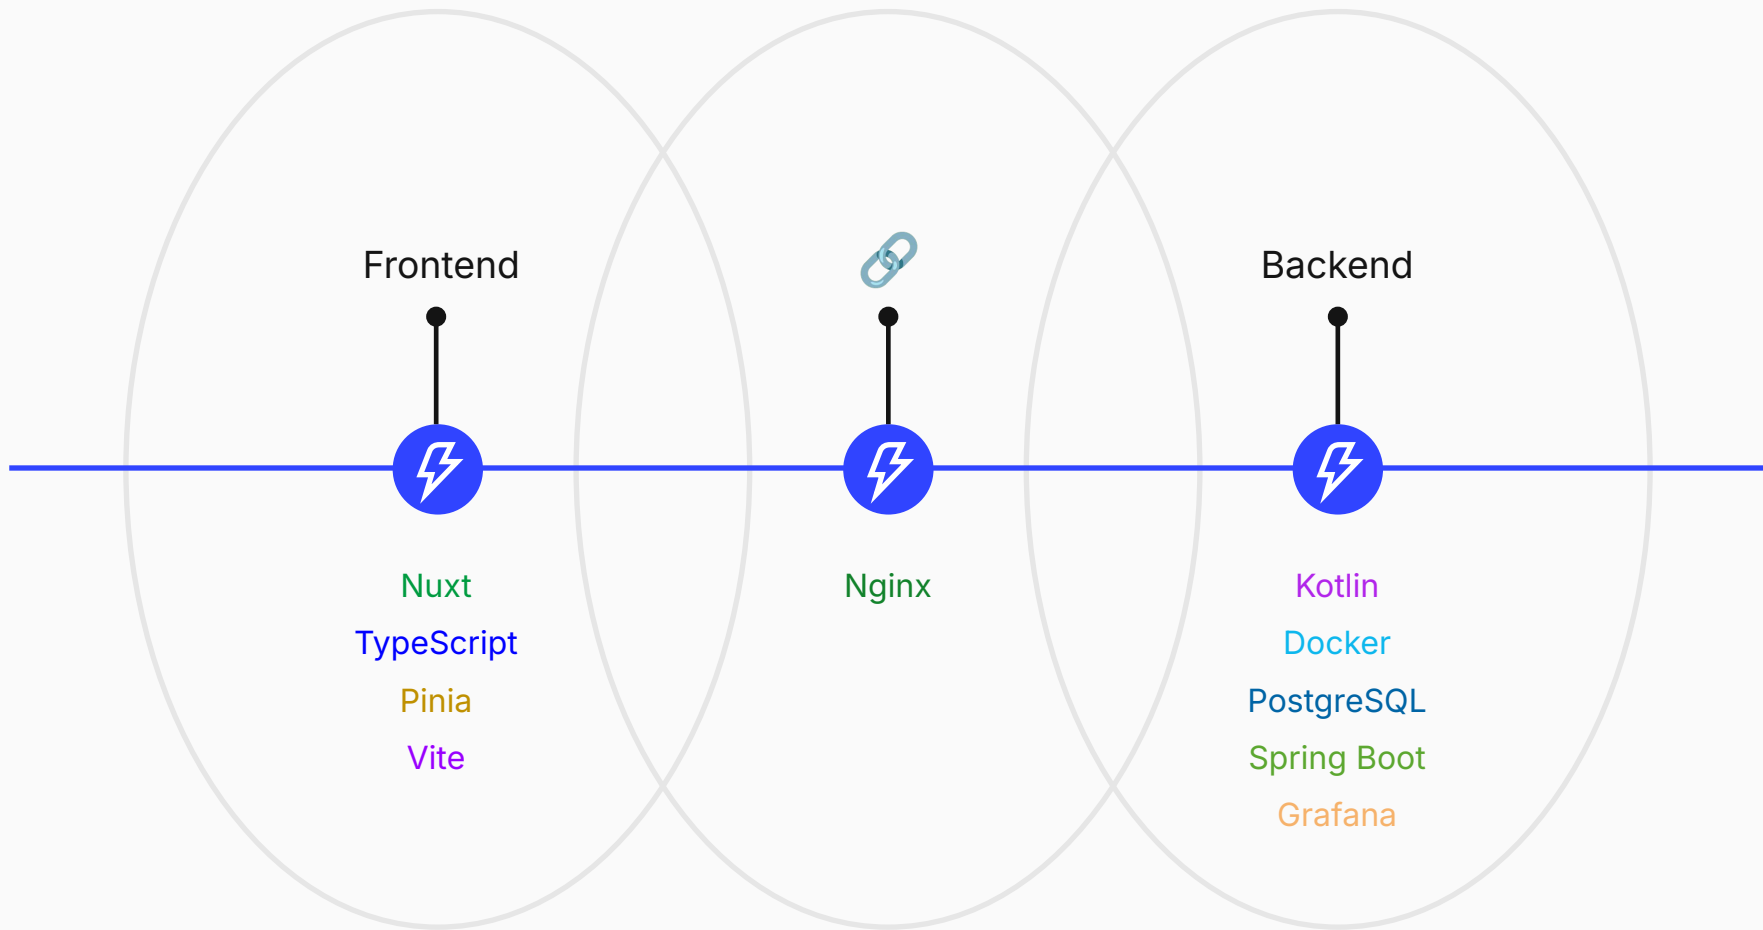 Frontend
🔗
Backend
Nuxt
TypeScript
Pinia
Vite
Nginx
Kotlin
Docker
PostgreSQL
Spring Boot
Grafana